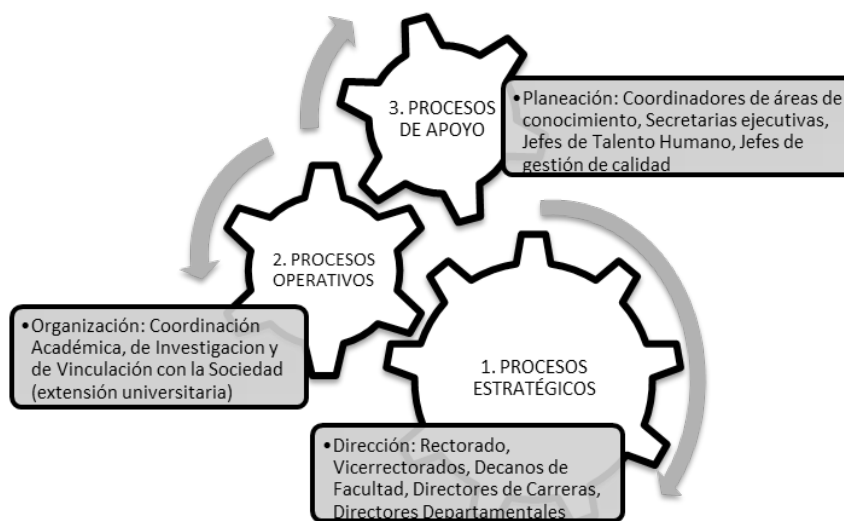 3. PROCESOS
DE APOYO
•Planeación: Coordinadores de áreas de
conocimiento, Secretarias ejecutivas,
Jefes de Talento Humano, Jefes de
gestión de calidad
2. PROCESOS
OPERATIVOS
•Organización: Coordinación
Académica, de Investigacion y
de Vinculación con la Sociedad
(extensión universitaria)
1. PROCESOS
ESTRATÉGICOS
•Dirección: Rectorado,
Vicerrectorados, Decanos de
Facultad, Directores de Carreras,
Directores Departamentales